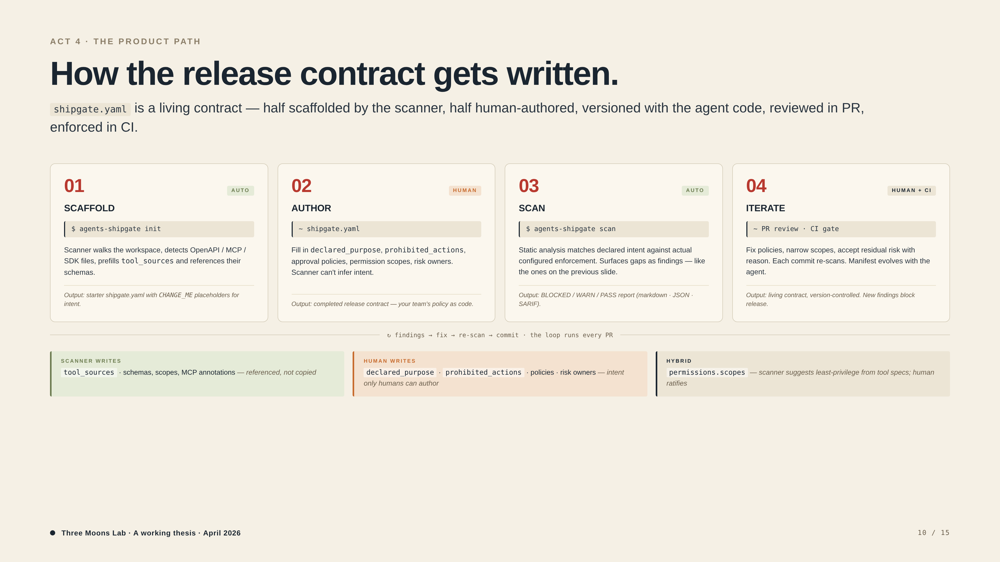 ACT 4 · THE PRODUCT PATH
How the release contract gets written.
shipgate.yaml is a living contract — half scaffolded by the scanner, half human-authored, versioned with the agent code, reviewed in PR,
enforced in CI.
01
AUTO
SCAFFOLD
$ agents-shipgate init
Scanner walks the workspace, detects OpenAPI / MCP /
SDK files, prefills tool_sources and references their
schemas.
Output: starter shipgate.yaml with CHANGE_ME placeholders for
intent.
02
HUMAN
AUTHOR
~ shipgate.yaml
Fill in declared_purpose, prohibited_actions,
approval policies, permission scopes, risk owners.
Scanner can't infer intent.
Output: completed release contract — your team's policy as code.
03
AUTO
SCAN
$ agents-shipgate scan
Static analysis matches declared intent against actual
configured enforcement. Surfaces gaps as findings — like
the ones on the previous slide.
Output: BLOCKED / WARN / PASS report (markdown · JSON ·
SARIF).
04
HUMAN + CI
ITERATE
~ PR review · CI gate
Fix policies, narrow scopes, accept residual risk with
reason. Each commit re-scans. Manifest evolves with the
agent.
Output: living contract, version-controlled. New findings block
release.
↻ findings → fix → re-scan → commit · the loop runs every PR
SCANNER WRITES
tool_sources · schemas, scopes, MCP annotations — referenced, not copied
HUMAN WRITES
declared_purpose · prohibited_actions · policies · risk owners — intent
only humans can author
HYBRID
permissions.scopes — scanner suggests least-privilege from tool specs; human
ratifies
Three Moons Lab · A working thesis · April 2026
10 / 15